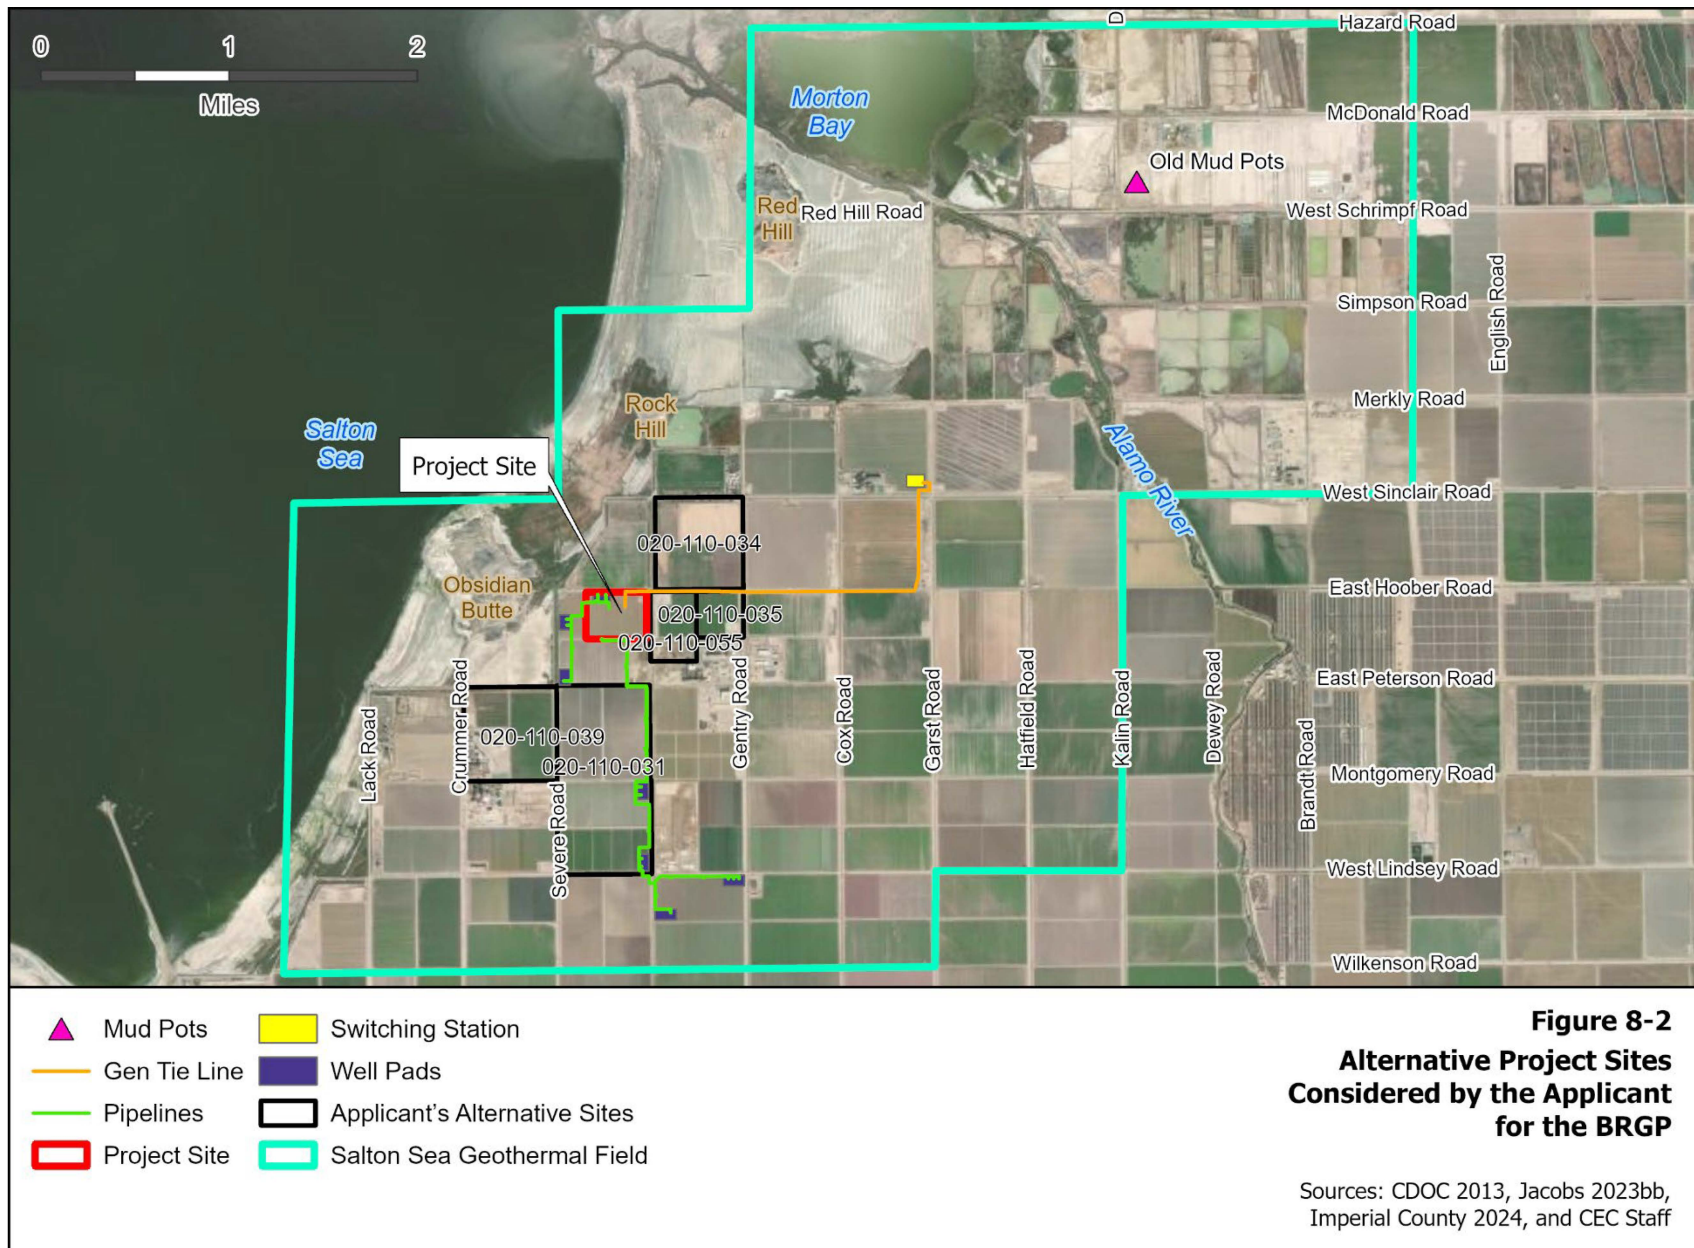 0 1 2
Miles
D
Hazard Road
Morton
Bay
McDonald Road
Old Mud Pots
Red
Hill
Red Hill Road
West Schrimpf Road
Simpson Road
English Road
Rock
Hill
Merkly Road
Salton
Sea
Project Site
Alamo River
West Sinclair Road
020-110-034
Obsidian
Butte
East Hoober Road
020-110-035
020-110-055
East Peterson Road
Lack Road
Crummer Road
Severe Road
Gentry Road
Cox Road
Garst Road
Hatfield Road
Kalin Road
Dewey Road
Brandt Road
020-110-039
020-110-031
Montgomery Road
West Lindsey Road
Wilkenson Road
Mud Pots
Gen Tie Line
Pipelines
Project Site
Switching Station
Well Pads
Applicant's Alternative Sites
Salton Sea Geothermal Field
Figure 8-2
Alternative Project Sites
Considered by the Applicant
for the BRGP
Sources: CDOC 2013, Jacobs 2023bb,
Imperial County 2024, and CEC Staff